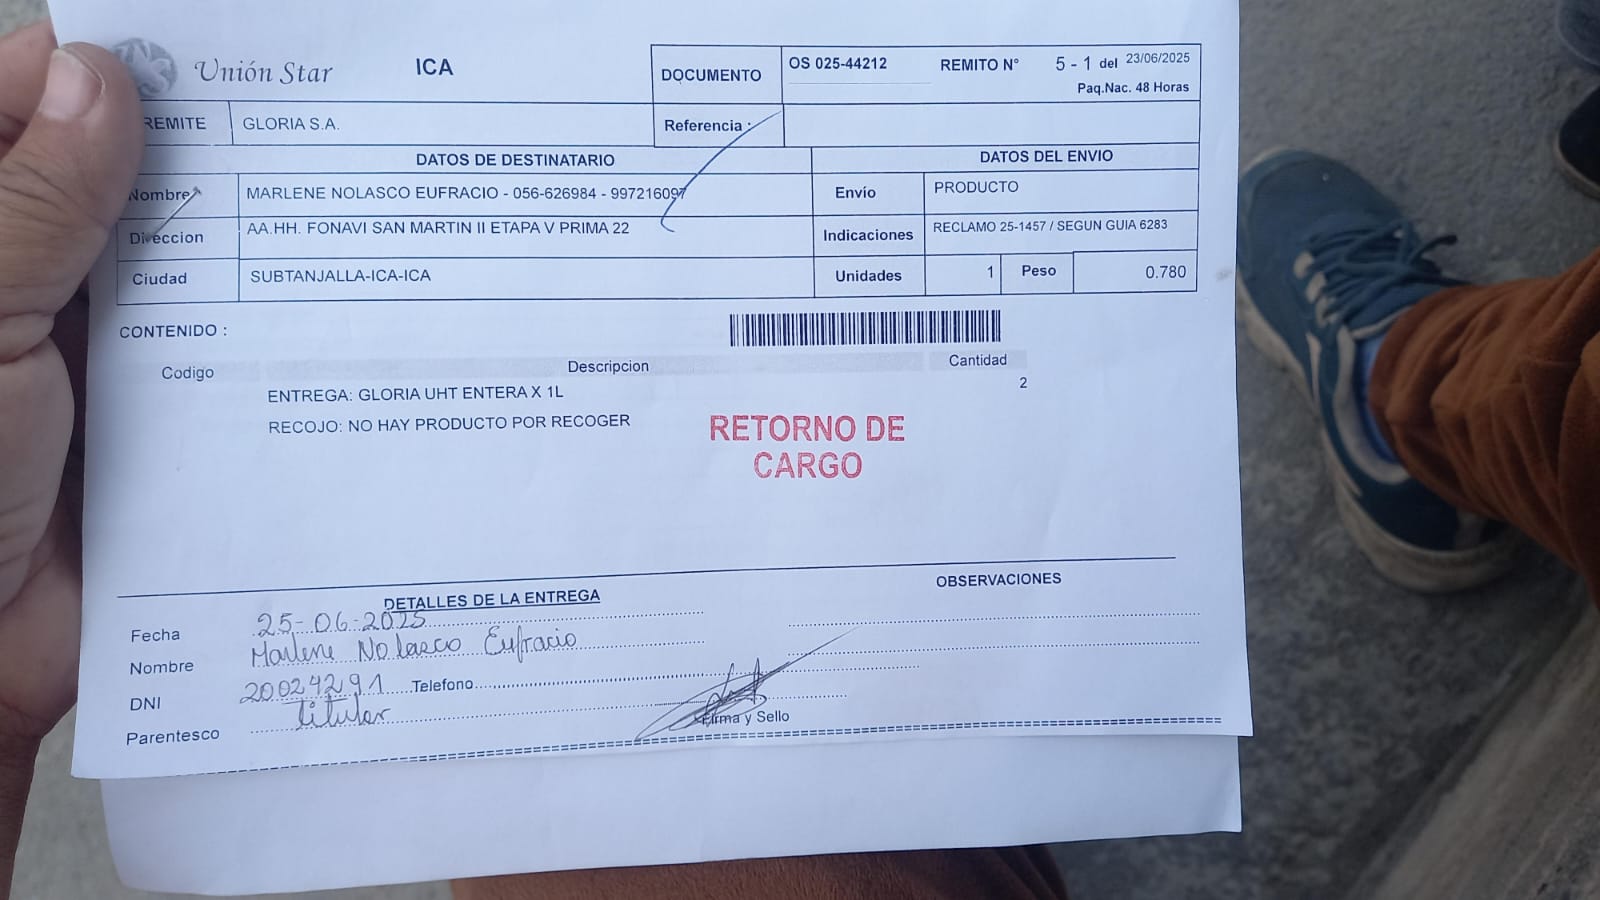 Unión Star
ICA
DOCUMENTO
OS 025-44212
REMITO N° 5 - 1 del 23/06/2025
Paq.Nac. 48 Horas
REMITE
GLORIA S.A.
Referencia :
DATOS DE DESTINATARIO
DATOS DEL ENVIO
Nombre
MARLENE NOLASCO EUFRACIO - 056-626984 - 997216097
Envío
PRODUCTO
Direccion
AA.HH. FONAVI SAN MARTIN II ETAPA V PRIMA 22
Indicaciones
RECLAMO 25-1457 / SEGUN GUIA 6283
Ciudad
SUBTANJALLA-ICA-ICA
Unidades
1
Peso
0.780
CONTENIDO :
Codigo
Descripcion
Cantidad
ENTREGA: GLORIA UHT ENTERA X 1L
2
RECOJO: NO HAY PRODUCTO POR RECOGER
RETORNO DE
CARGO
DETALLES DE LA ENTREGA
OBSERVACIONES
Fecha 25-06-2025
Nombre Marlene Nolasco Eufracio
DNI 20024291 Telefono
Parentesco titular
Firma y Sello